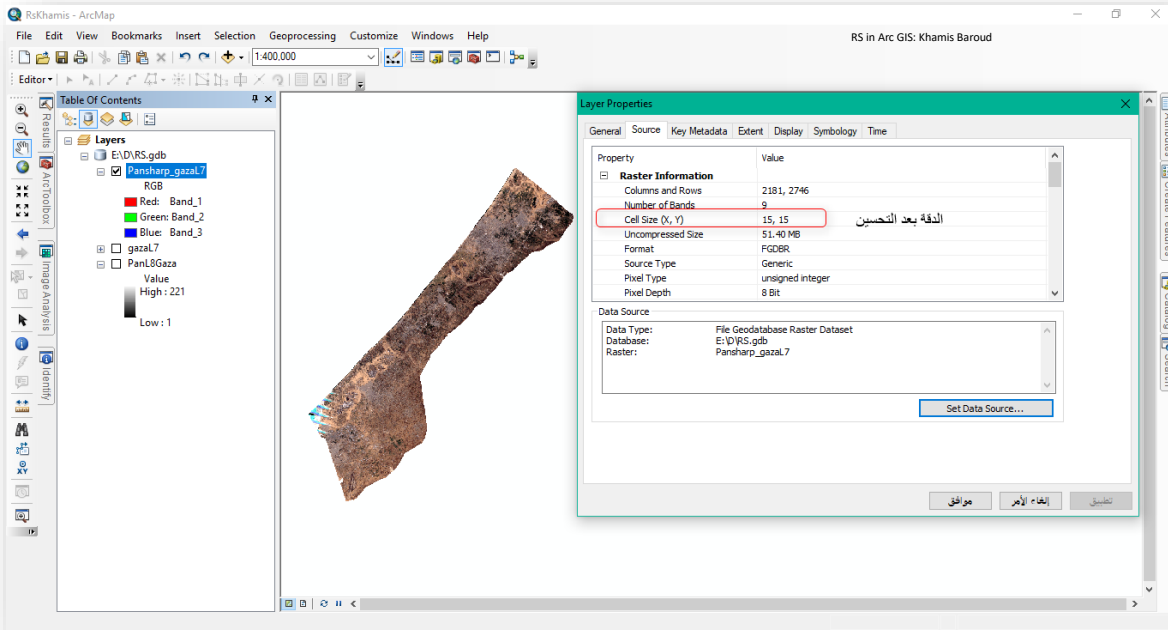 RsKhamis - ArcMap
File Edit View Bookmarks Insert Selection Geoprocessing Customize Windows Help
RS in Arc GIS: Khamis Baroud
1:400,000
Editor
Table Of Contents
Results
ArcToolbox
Image Analysis
Identify
Layers
E:\D\RS.gdb
Pansharp_gazaL7
RGB
Red: Band_1
Green: Band_2
Blue: Band_3
gazaL7
PanL8Gaza
Value
High : 221
Low : 1
XY
Layer Properties
General Source Key Metadata Extent Display Symbology Time
Property Value
Raster Information
Columns and Rows 2181, 2746
Number of Bands 9
Cell Size (X, Y) 15, 15
الدقة بعد التحسين
Uncompressed Size 51.40 MB
Format FGDBR
Source Type Generic
Pixel Type unsigned integer
Pixel Depth 8 Bit
Data Source
Data Type: File Geodatabase Raster Dataset
Database: E:\D\RS.gdb
Raster: Pansharp_gazaL7
Set Data Source...
موافق إلغاء الأمر تطبيق